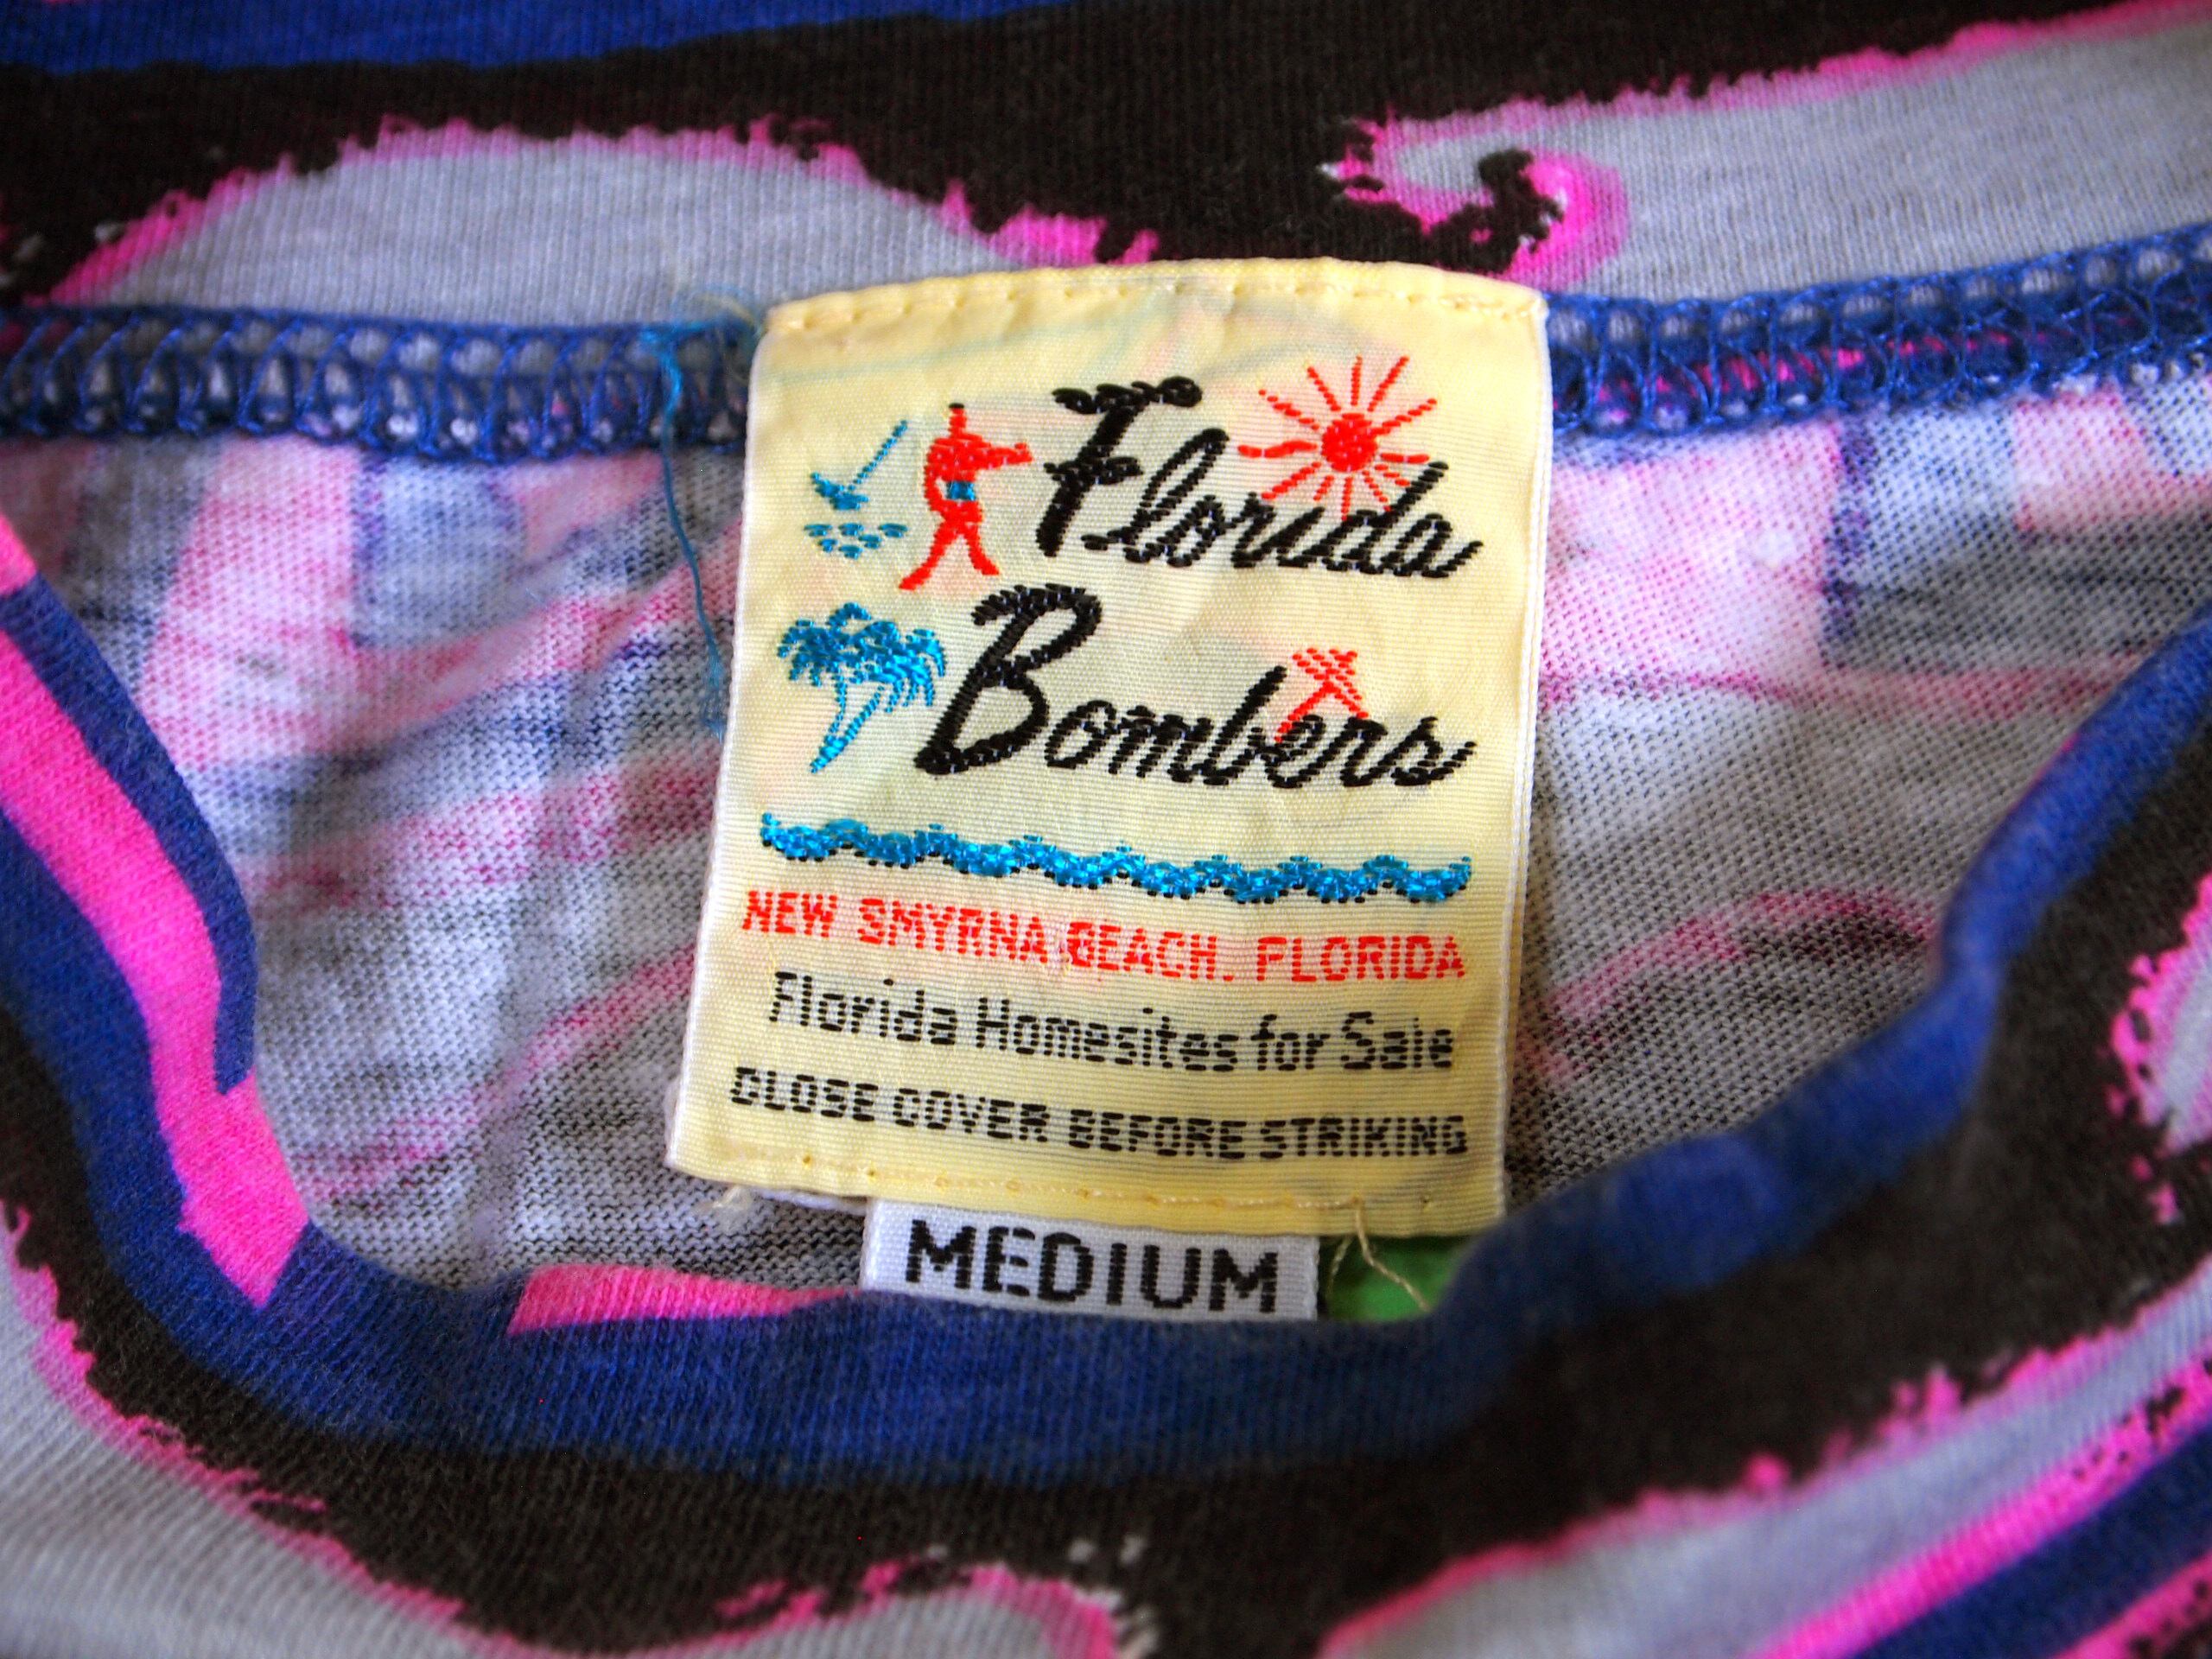 Florida
Bombers
NEW SMYRNA BEACH. FLORIDA
Florida Homesites for Sale
CLOSE COVER BEFORE STRIKING
MEDIUM